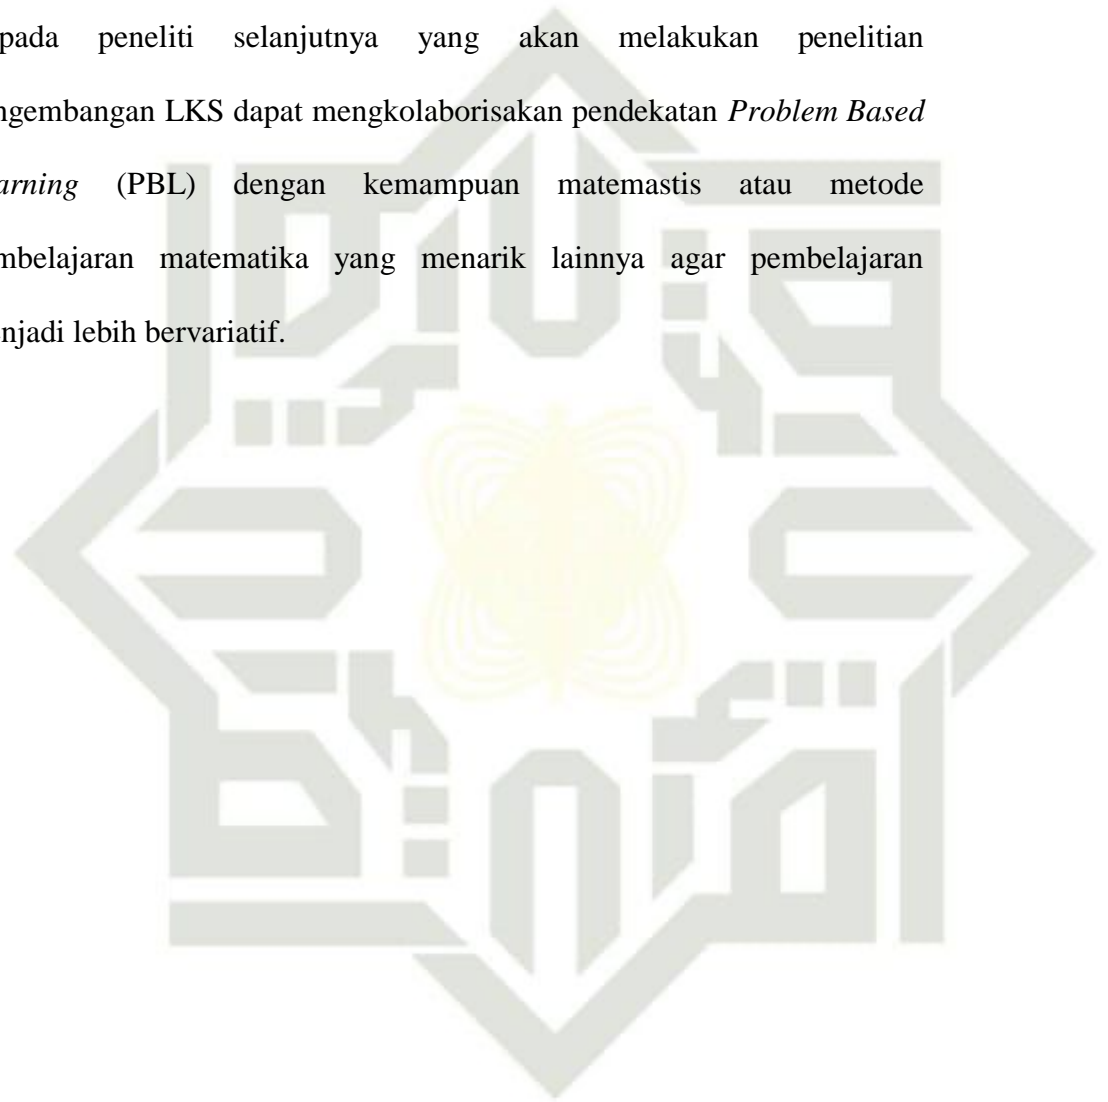 pada peneliti selanjutnya yang akan melakukan penelitian
ngembangan LKS dapat mengkolaborisakan pendekatan Problem Based
arning (PBL) dengan kemampuan matemastis atau metode
mbelajaran matematika yang menarik lainnya agar pembelajaran
njadi lebih bervariatif.